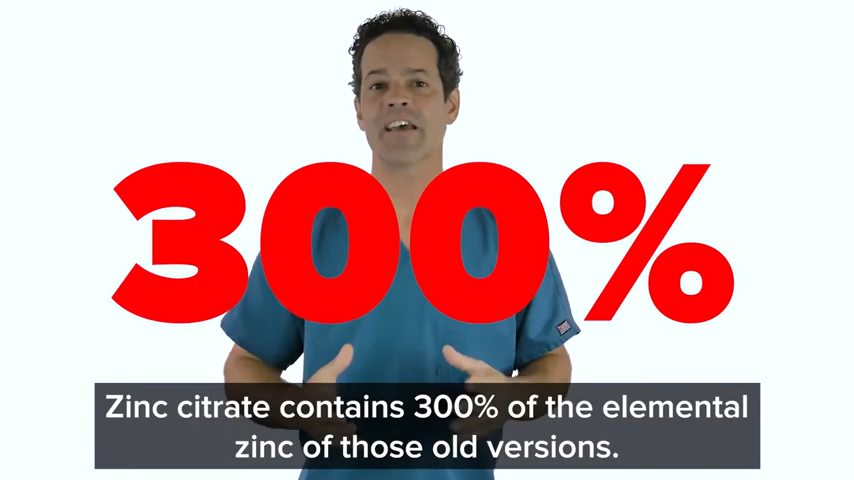 300%
Zinc citrate contains 300% of the elemental
zinc of those old versions.